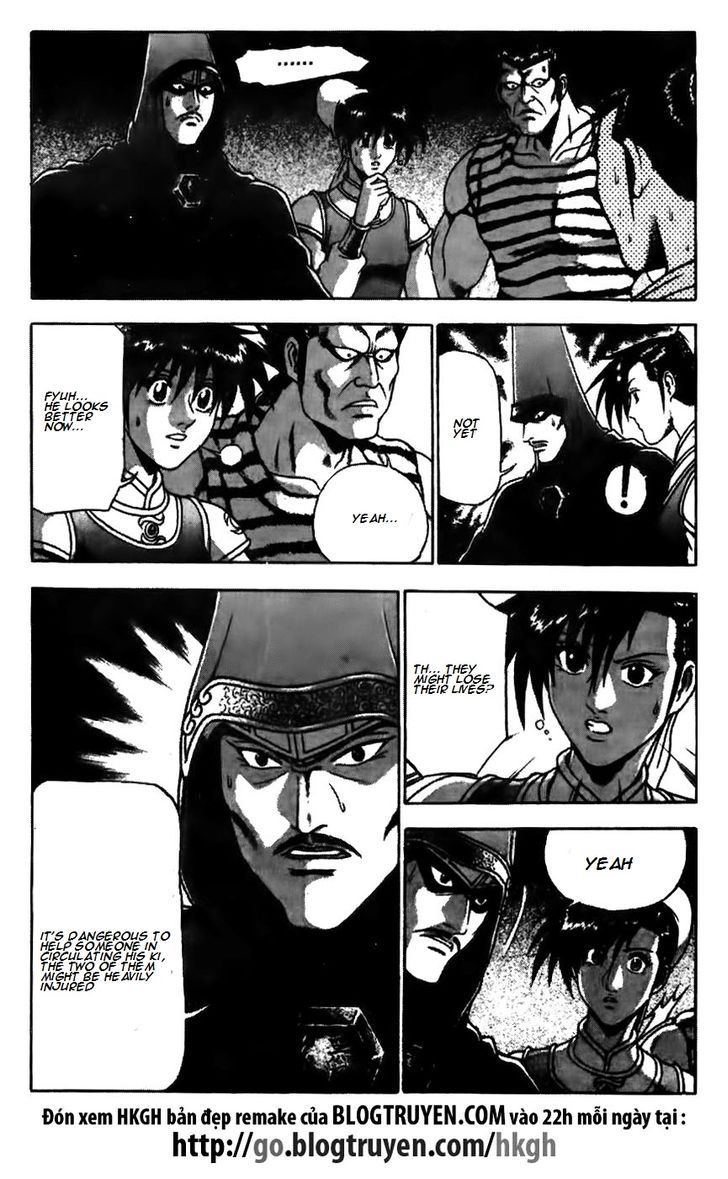 ......
FYUH...
HE LOOKS
BETTER
NOW...
YEAH...
NOT
YET
!
TH... THEY
MIGHT LOSE
THEIR LIVES?
IT'S DANGEROUS TO
HELP SOMEONE IN
CIRCULATING HIS KI,
THE TWO OF THEM
MIGHT BE HEAVILY
INJURED
YEAH
Đón xem HKGH bản đẹp remake của BLOGTRUYEN.COM vào 22h mỗi ngày tại :
http://go.blogtruyen.com/hkgh